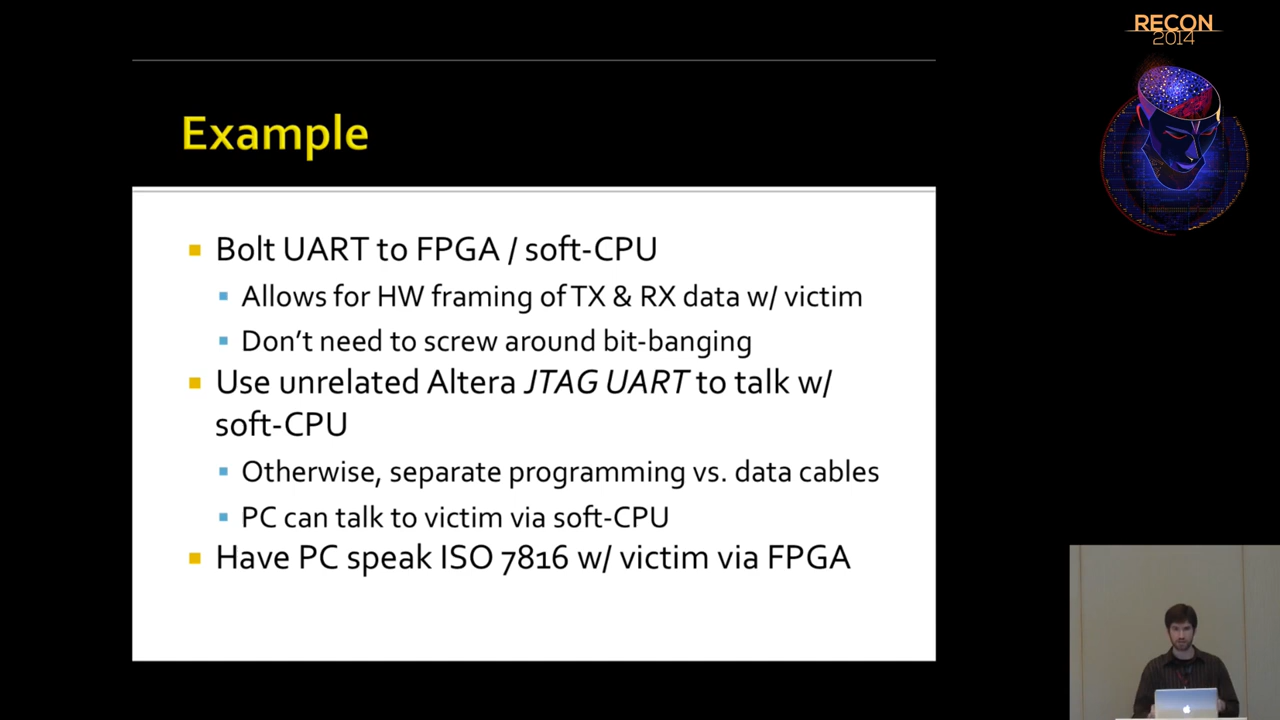 RECON
2014
Example
Bolt UART to FPGA / soft-CPU
Allows for HW framing of TX & RX data w/ victim
Don't need to screw around bit-banging
Use unrelated Altera JTAG UART to talk w/
soft-CPU
Otherwise, separate programming vs. data cables
PC can talk to victim via soft-CPU
Have PC speak ISO 7816 w/ victim via FPGA